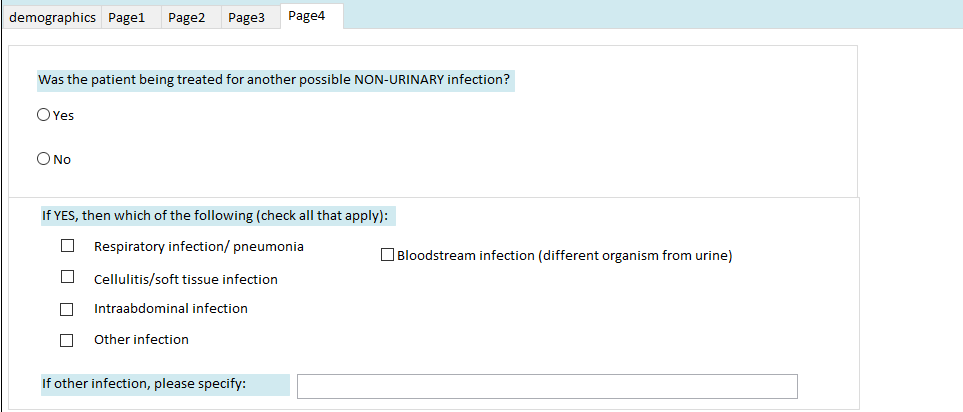 demographics Page1 Page2 Page3 Page4
Was the patient being treated for another possible NON-URINARY infection?
Yes
No
If YES, then which of the following (check all that apply):
Respiratory infection/ pneumonia
Bloodstream infection (different organism from urine)
Cellulitis/soft tissue infection
Intraabdominal infection
Other infection
If other infection, please specify: